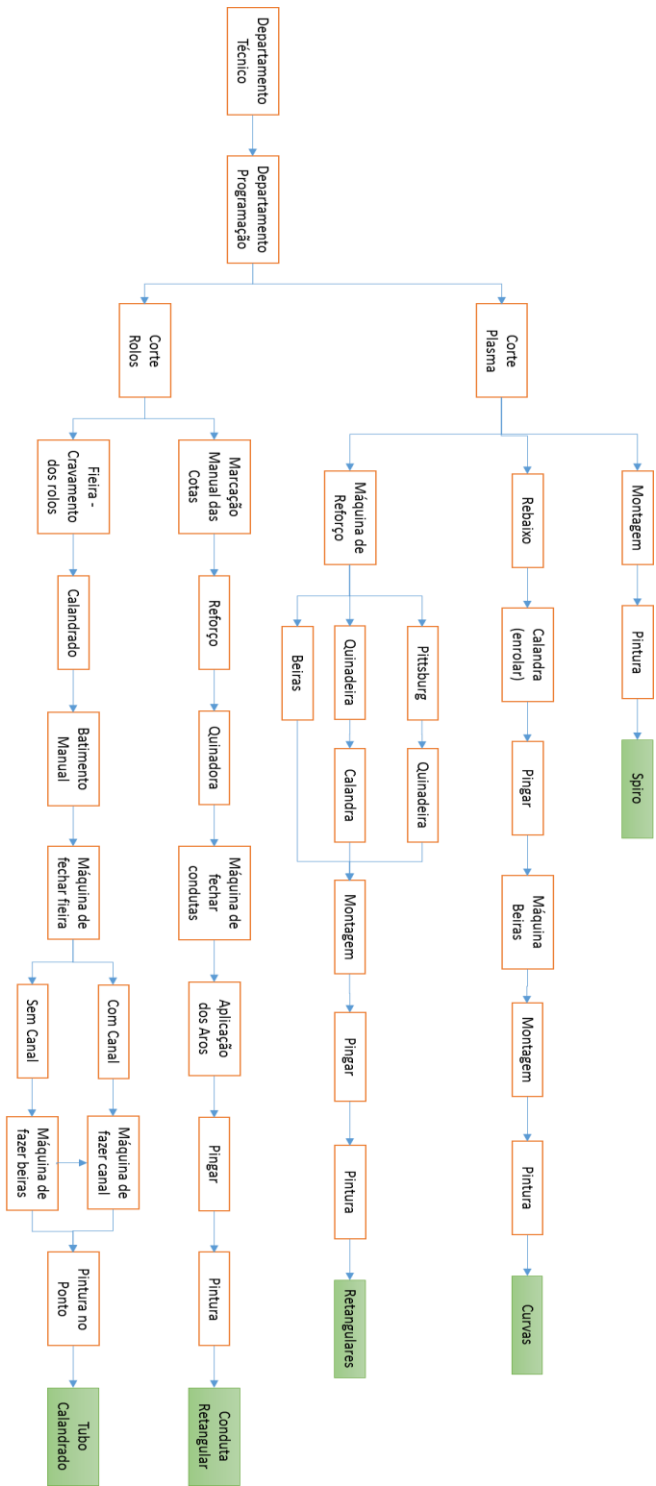 Departamento
Técnico
Departamento
Programação
Corte
Plasma
Corte
Rolos
Montagem
Pintura
Spiro
Rebaixo
Calandra
(enrolar)
Pingar
Máquina
Beiras
Montagem
Pintura
Curvas
Máquina de
Reforço
Pittsburg
Quinadeira
Quinadeira
Calandra
Beiras
Montagem
Pingar
Pintura
Retangulares
Marcação
Manual das
Cotas
Reforço
Quinadora
Máquina de
fechar
condutas
Aplicação
dos Aros
Pingar
Pintura
Conduta
Retangular
Fieira -
Cravamento
dos rolos
Calandrado
Batimento
Manual
Máquina de
fechar fieira
Com Canal
Máquina de
fazer canal
Sem Canal
Máquina de
fazer beiras
Pintura no
Ponto
Tubo
Calandrado